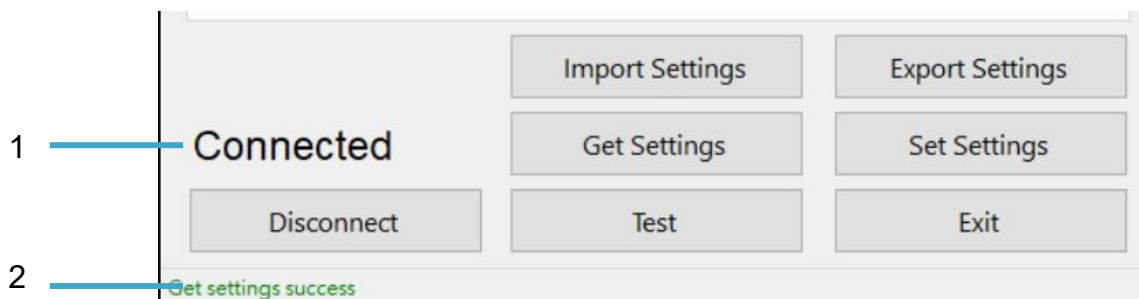 Import Settings Export Settings
1 Connected Get Settings Set Settings
Disconnect Test Exit
2 Get settings success